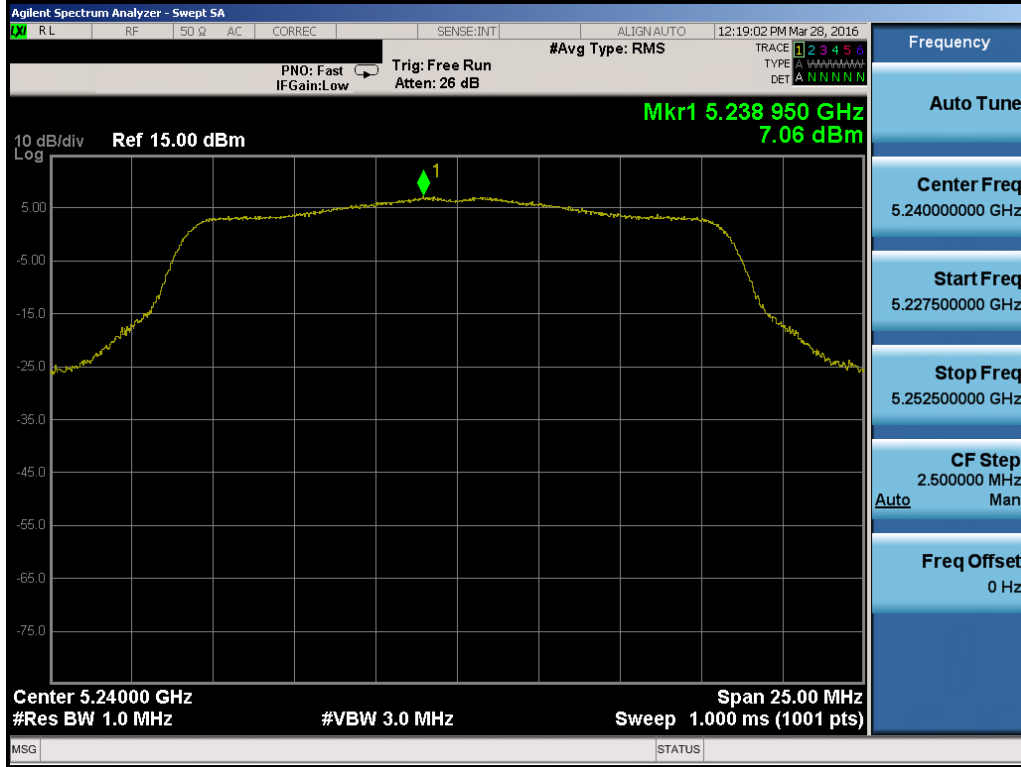 Agilent Spectrum Analyzer - Swept SA
LXI RL RF 50 Ω AC CORREC SENSE:INT ALIGN AUTO 12:19:02 PM Mar 28, 2016
#Avg Type: RMS TRACE 1 2 3 4 5 6
PNO: Fast Trig: Free Run TYPE A WWWWW
IFGain:Low Atten: 26 dB DET A N N N N N
Mkr1 5.238 950 GHz
7.06 dBm
10 dB/div Ref 15.00 dBm
Log
1
5.00
-5.00
-15.0
-25.0
-35.0
-45.0
-55.0
-65.0
-75.0
Center 5.24000 GHz Span 25.00 MHz
#Res BW 1.0 MHz #VBW 3.0 MHz Sweep 1.000 ms (1001 pts)
MSG STATUS
Frequency
Auto Tune
Center Freq
5.240000000 GHz
Start Freq
5.227500000 GHz
Stop Freq
5.252500000 GHz
CF Step
2.500000 MHz
Auto Man
Freq Offset
0 Hz